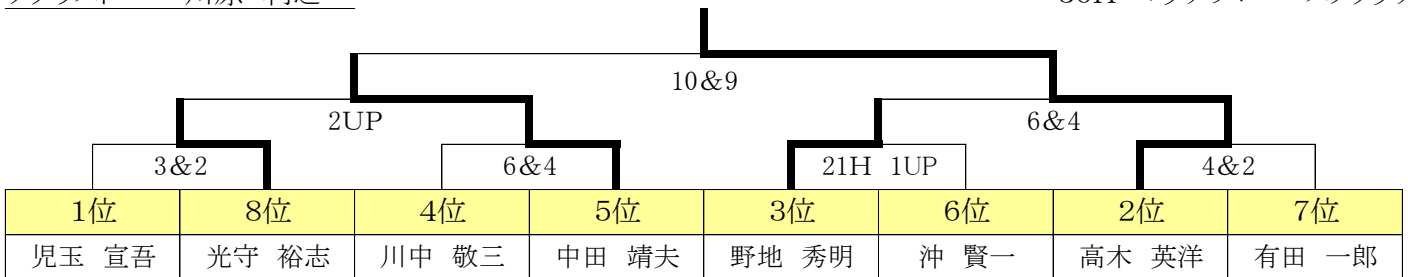 10&9
2UP 6&4
3&2 6&4 21H 1UP 4&2
1位 8位 4位 5位 3位 6位 2位 7位
児玉 宣吾 光守 裕志 川中 敬三 中田 靖夫 野地 秀明 沖 賢一 高木 英洋 有田 一郎